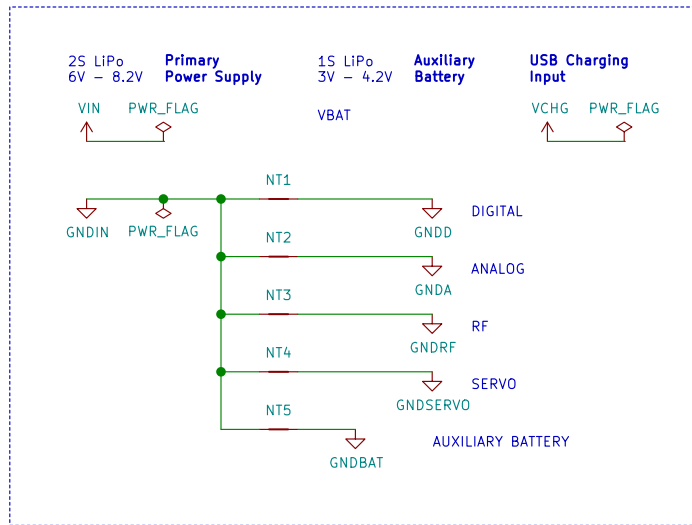 2S LiPo
6V – 8.2V
Primary
Power Supply
1S LiPo
3V – 4.2V
Auxiliary
Battery
USB Charging
Input
VIN
PWR_FLAG
VBAT
VCHG
PWR_FLAG
NT1
GNDIN
PWR_FLAG
GNDD
DIGITAL
NT2
GNDA
ANALOG
NT3
GNDRF
RF
NT4
GNDSERVO
SERVO
NT5
GNDBAT
AUXILIARY BATTERY